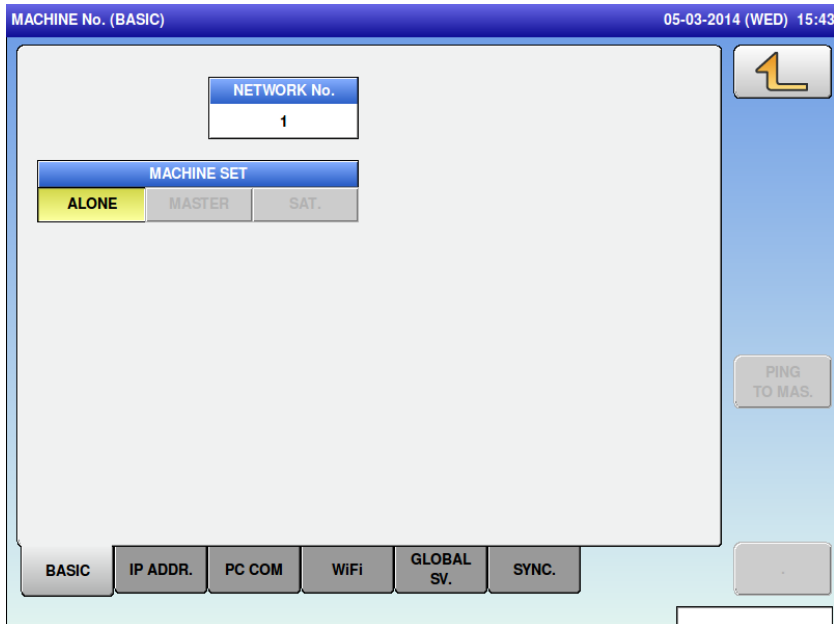 MACHINE No. (BASIC) 05-03-2014 (WED) 15:43
NETWORK No.
1
MACHINE SET
ALONE MASTER SAT.
PING
TO MAS.
BASIC IP ADDR. PC COM WiFi GLOBAL SV. SYNC.
.